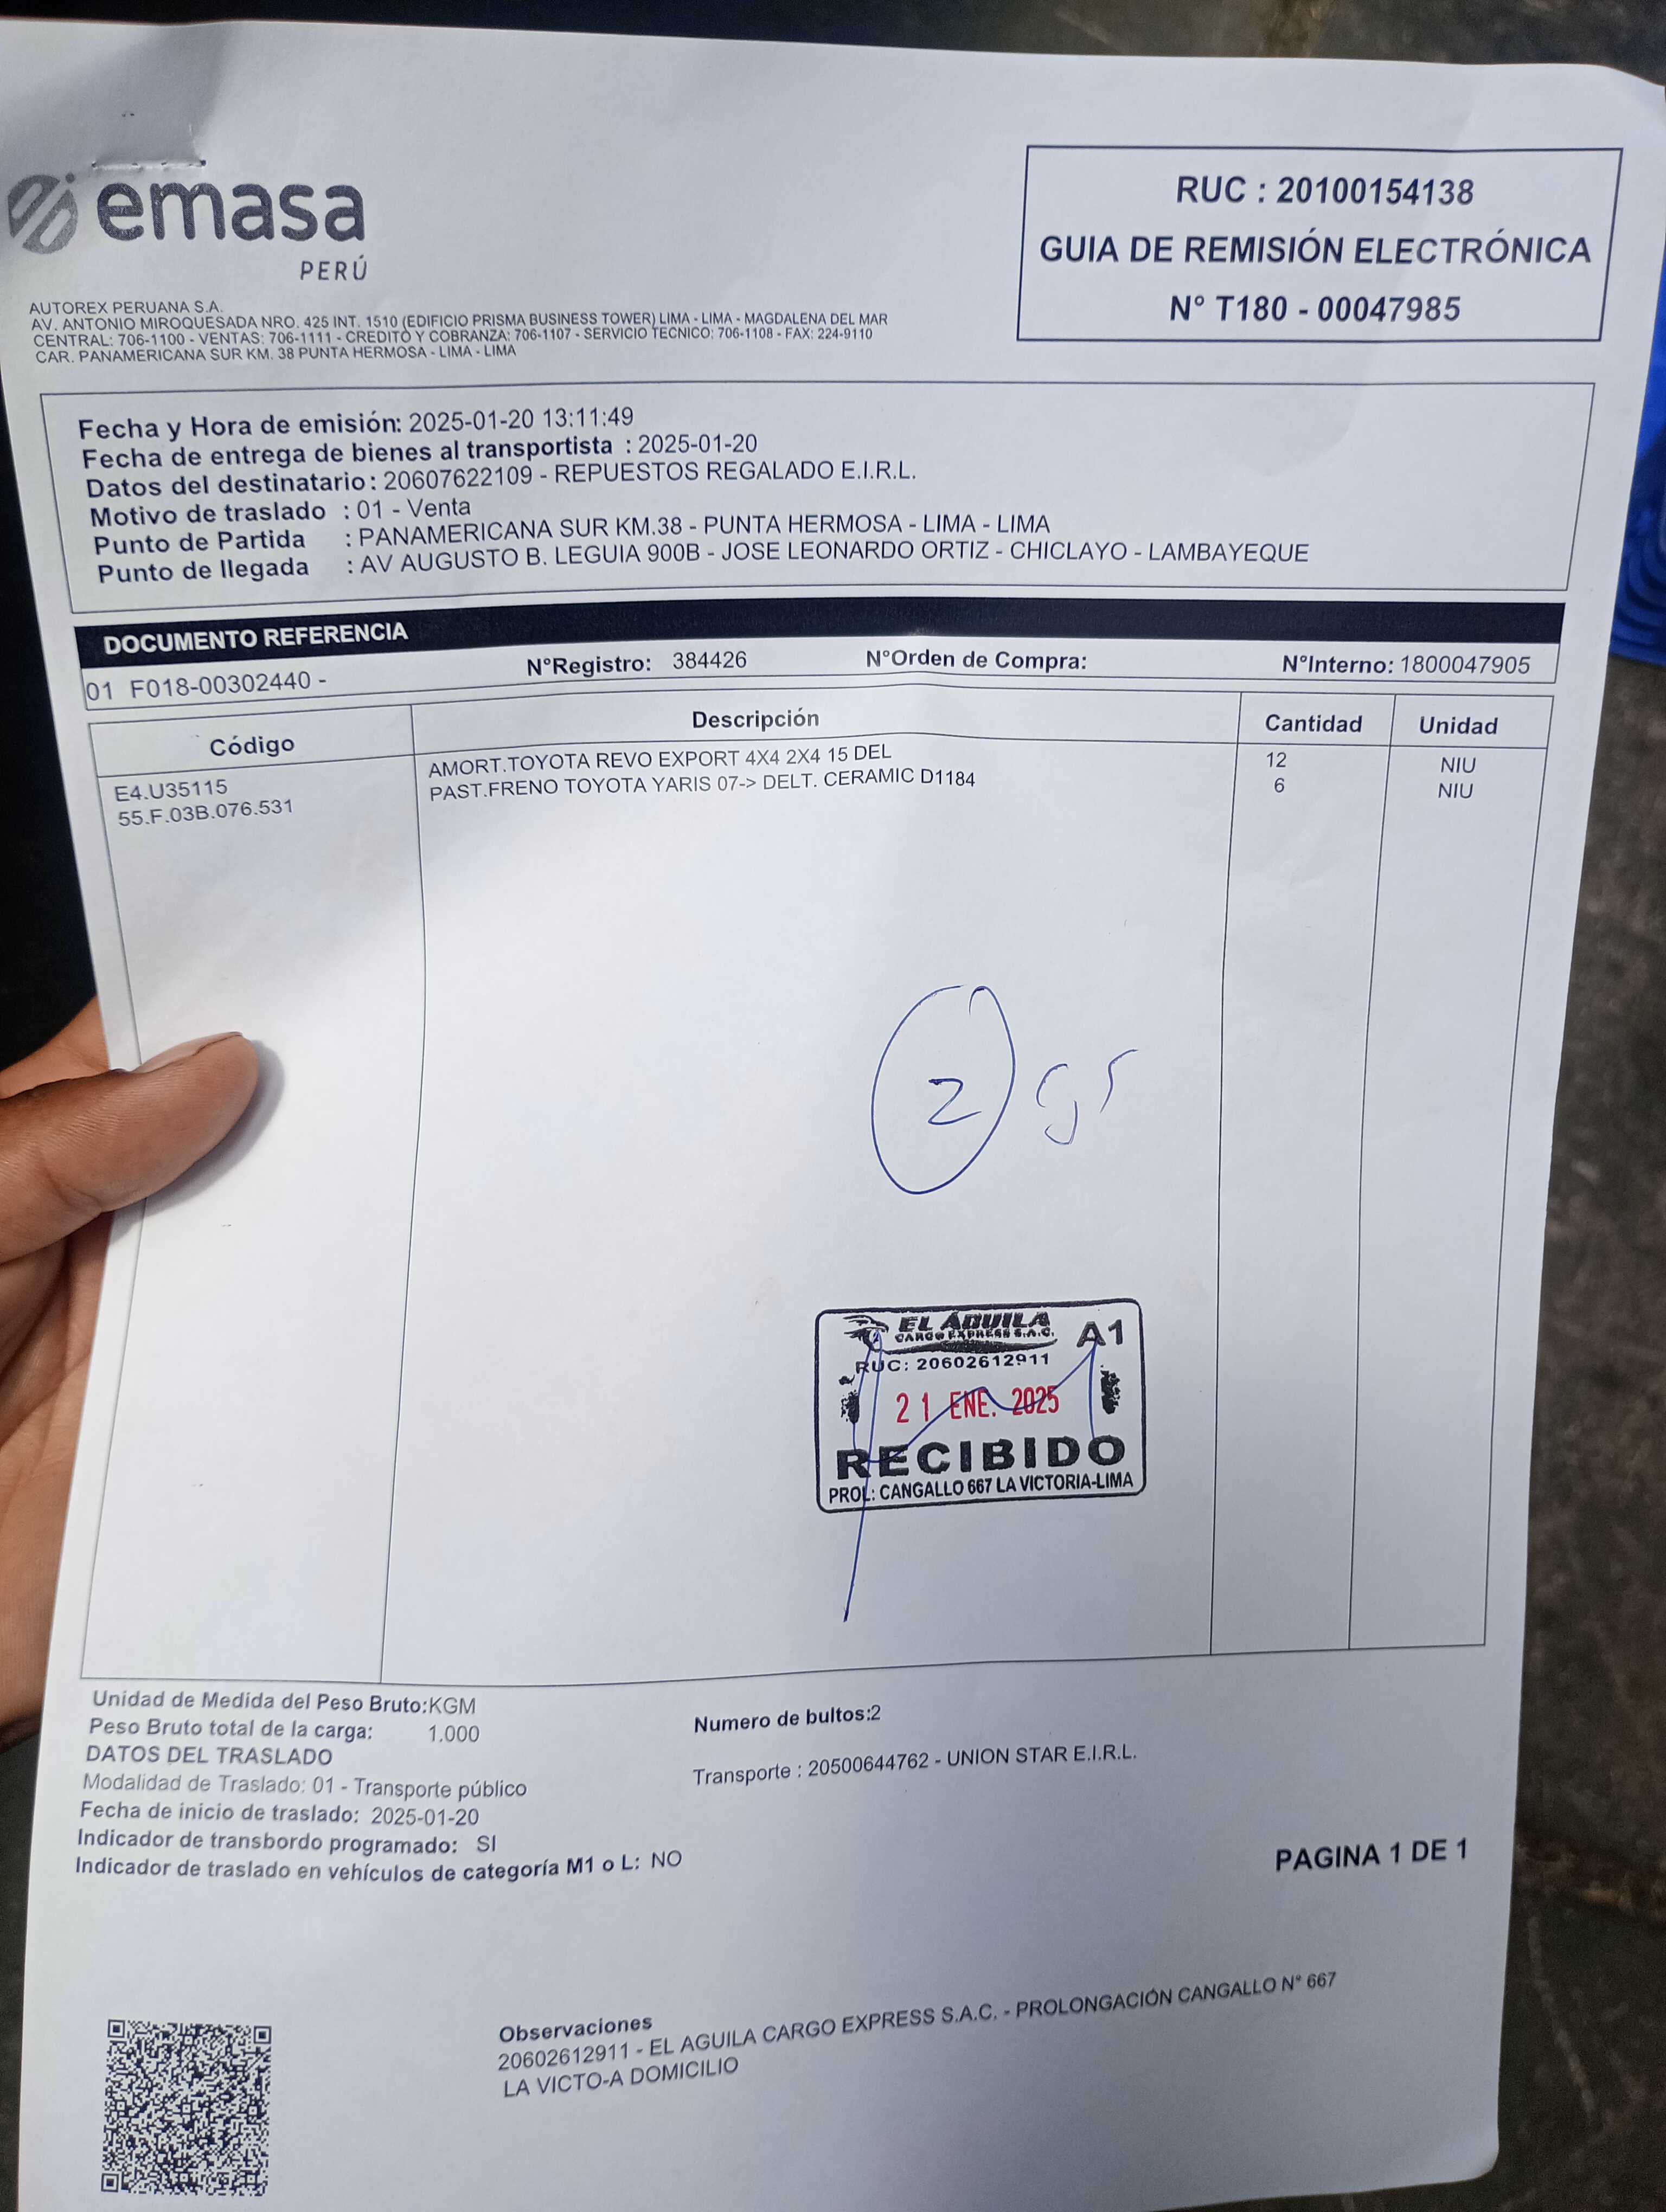 emasa
PERÚ
RUC : 20100154138
GUIA DE REMISIÓN ELECTRÓNICA
N° T180 - 00047985
AUTOREX PERUANA S.A.
AV. ANTONIO MIROQUESADA NRO. 425 INT. 1510 (EDIFICIO PRISMA BUSINESS TOWER) LIMA - LIMA - MAGDALENA DEL MAR
CENTRAL: 706-1100 - VENTAS: 706-1111 - CREDITO Y COBRANZA: 706-1107 - SERVICIO TECNICO: 706-1108 - FAX: 224-9110
CAR. PANAMERICANA SUR KM. 38 PUNTA HERMOSA - LIMA - LIMA
Fecha y Hora de emisión: 2025-01-20 13:11:49
Fecha de entrega de bienes al transportista : 2025-01-20
Datos del destinatario : 20607622109 - REPUESTOS REGALADO E.I.R.L.
Motivo de traslado : 01 - Venta
Punto de Partida : PANAMERICANA SUR KM.38 - PUNTA HERMOSA - LIMA - LIMA
Punto de llegada : AV AUGUSTO B. LEGUIA 900B - JOSE LEONARDO ORTIZ - CHICLAYO - LAMBAYEQUE
DOCUMENTO REFERENCIA
01 F018-00302440 - N°Registro: 384426 N°Orden de Compra: N°Interno: 1800047905
Código Descripción Cantidad Unidad
E4.U35115 AMORT.TOYOTA REVO EXPORT 4X4 2X4 15 DEL 12 NIU
55.F.03B.076.531 PAST.FRENO TOYOTA YARIS 07-> DELT. CERAMIC D1184 6 NIU
2
EL ÁGUILA A1
CARGO EXPRESS S.A.C.
RUC: 20602612911
21 ENE. 2025
RECIBIDO
PROL: CANGALLO 667 LA VICTORIA-LIMA
Unidad de Medida del Peso Bruto:KGM
Peso Bruto total de la carga: 1.000
Numero de bultos:2
DATOS DEL TRASLADO
Modalidad de Traslado: 01 - Transporte público
Transporte : 20500644762 - UNION STAR E.I.R.L.
Fecha de inicio de traslado: 2025-01-20
Indicador de transbordo programado: SI
Indicador de traslado en vehículos de categoría M1 o L: NO
PAGINA 1 DE 1
Observaciones
20602612911 - EL AGUILA CARGO EXPRESS S.A.C. - PROLONGACIÓN CANGALLO N° 667
LA VICTO-A DOMICILIO